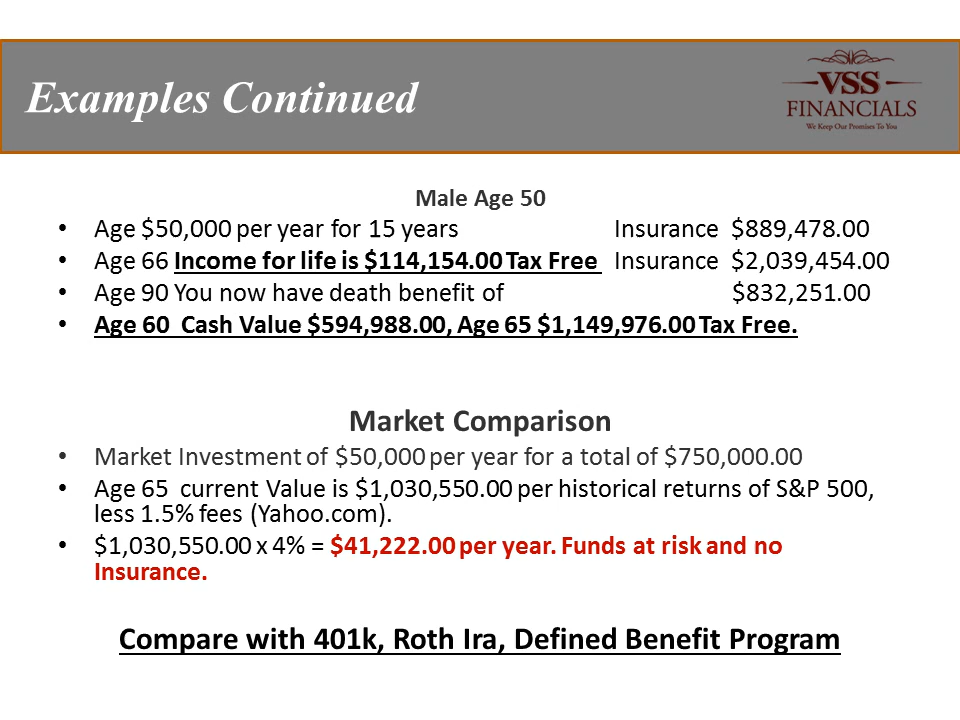 Examples Continued
VSS
FINANCIALS
We Keep Our Promises To You
Male Age 50
• Age $50,000 per year for 15 years Insurance $889,478.00
• Age 66 Income for life is $114,154.00 Tax Free Insurance $2,039,454.00
• Age 90 You now have death benefit of $832,251.00
• Age 60 Cash Value $594,988.00, Age 65 $1,149,976.00 Tax Free.
Market Comparison
• Market Investment of $50,000 per year for a total of $750,000.00
• Age 65 current Value is $1,030,550.00 per historical returns of S&P 500,
less 1.5% fees (Yahoo.com).
• $1,030,550.00 x 4% = $41,222.00 per year. Funds at risk and no
Insurance.
Compare with 401k, Roth Ira, Defined Benefit Program